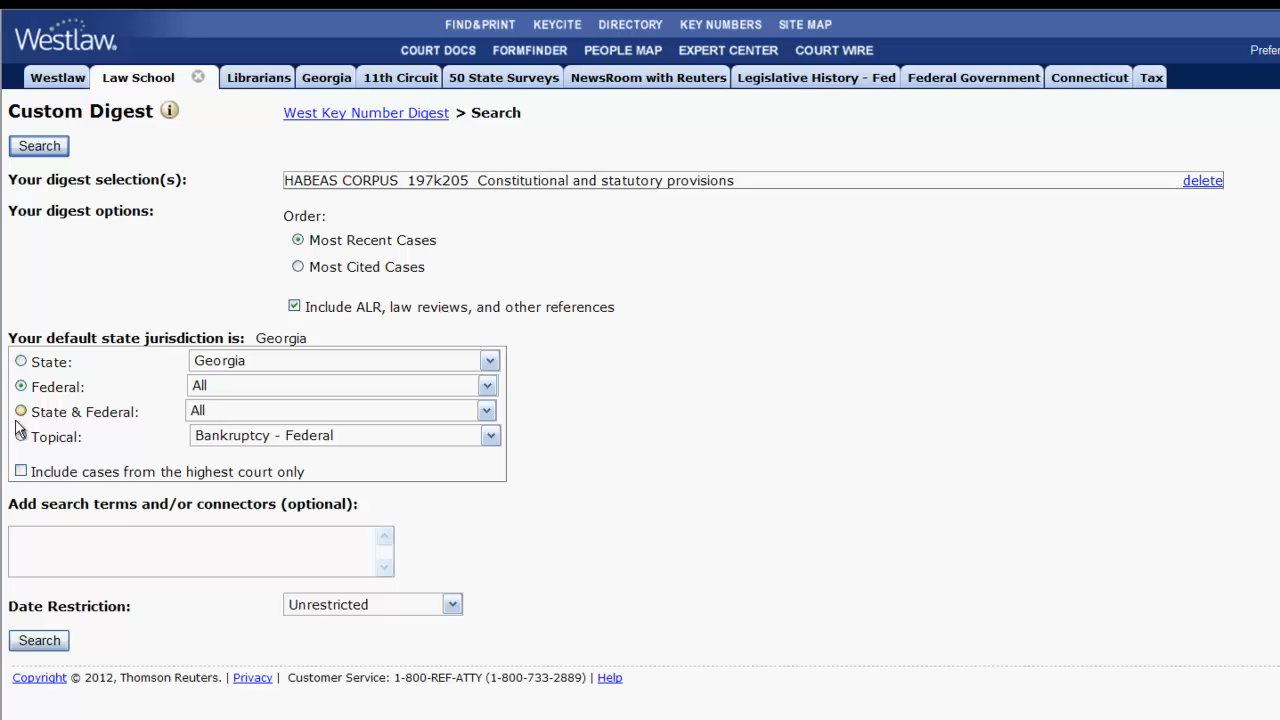 FIND&PRINT KEYCITE DIRECTORY KEY NUMBERS SITE MAP
Westlaw.
COURT DOCS FORMFINDER PEOPLE MAP EXPERT CENTER COURT WIRE
Westlaw Law School Librarians Georgia 11th Circuit 50 State Surveys NewsRoom with Reuters Legislative History - Fed Federal Government Connecticut Tax
Custom Digest i West Key Number Digest > Search
Search
Your digest selection(s): HABEAS CORPUS 197k205 Constitutional and statutory provisions delete
Your digest options: Order:
Most Recent Cases
Most Cited Cases
Include ALR, law reviews, and other references
Your default state jurisdiction is: Georgia
State: Georgia
Federal: All
State & Federal: All
Topical: Bankruptcy - Federal
Include cases from the highest court only
Add search terms and/or connectors (optional):
Date Restriction: Unrestricted
Search
Copyright © 2012, Thomson Reuters. | Privacy | Customer Service: 1-800-REF-ATTY (1-800-733-2889) | Help